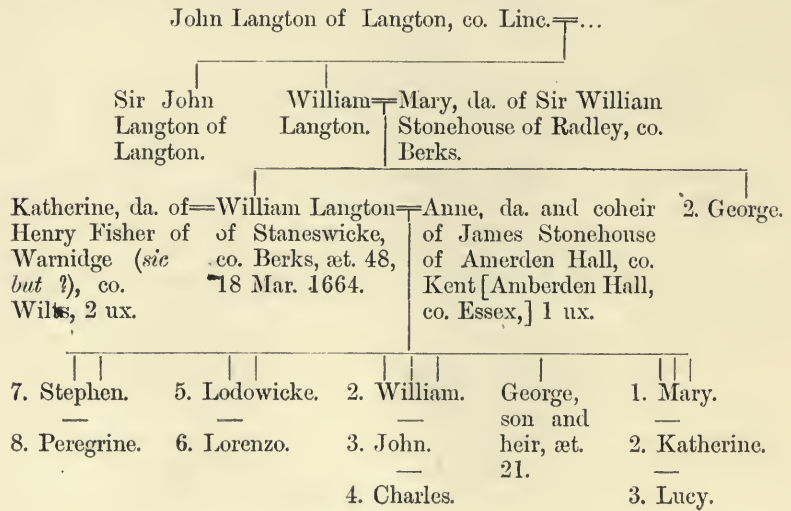 John Langton of Langton, co. Linc.=...
Sir John
Langton of
Langton.
William=Mary, da. of Sir William
Langton. Stonehouse of Radley, co.
Berks.
Katherine, da. of=William Langton=Anne, da. and coheir 2. George.
Henry Fisher of of Staneswicke, of James Stonehouse
Warnidge (sic co. Berks, æt. 48, of Amerden Hall, co.
but ?), co. 18 Mar. 1664. Kent [Amberden Hall,
Wilts, 2 ux. co. Essex,] 1 ux.
7. Stephen. 5. Lodowicke. 2. William. George, 1. Mary.
son and
8. Peregrine. 6. Lorenzo. 3. John. heir, æt. 2. Katherine.
21.
4. Charles. 3. Lucy.